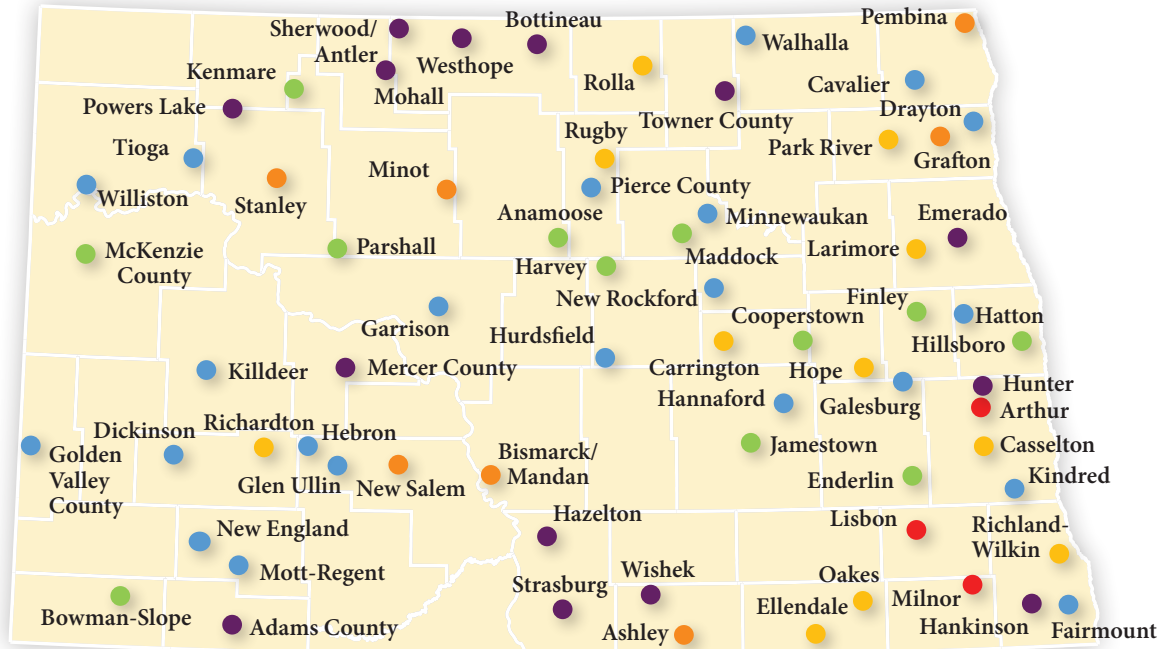 Sherwood/
Antler
Bottineau
Pembina
Westhope
Walhalla
Kenmare
Mohall
Rolla
Cavalier
Powers Lake
Towner County
Drayton
Tioga
Rugby
Park River
Grafton
Minot
Pierce County
Williston
Stanley
Anamoose
Minnewaukan
Emerado
McKenzie
County
Parshall
Harvey
Maddock
Larimore
New Rockford
Finley
Garrison
Hurdsfield
Cooperstown
Hatton
Hillsboro
Killdeer
Mercer County
Carrington
Hope
Hunter
Hannaford
Galesburg
Arthur
Golden
Valley
County
Dickinson
Richardton
Hebron
Glen Ullin
New Salem
Bismarck/
Mandan
Jamestown
Casselton
Enderlin
Kindred
New England
Hazelton
Lisbon
Richland-
Wilkin
Mott-Regent
Strasburg
Wishek
Oakes
Bowman-Slope
Adams County
Ashley
Ellendale
Milnor
Hankinson
Fairmount